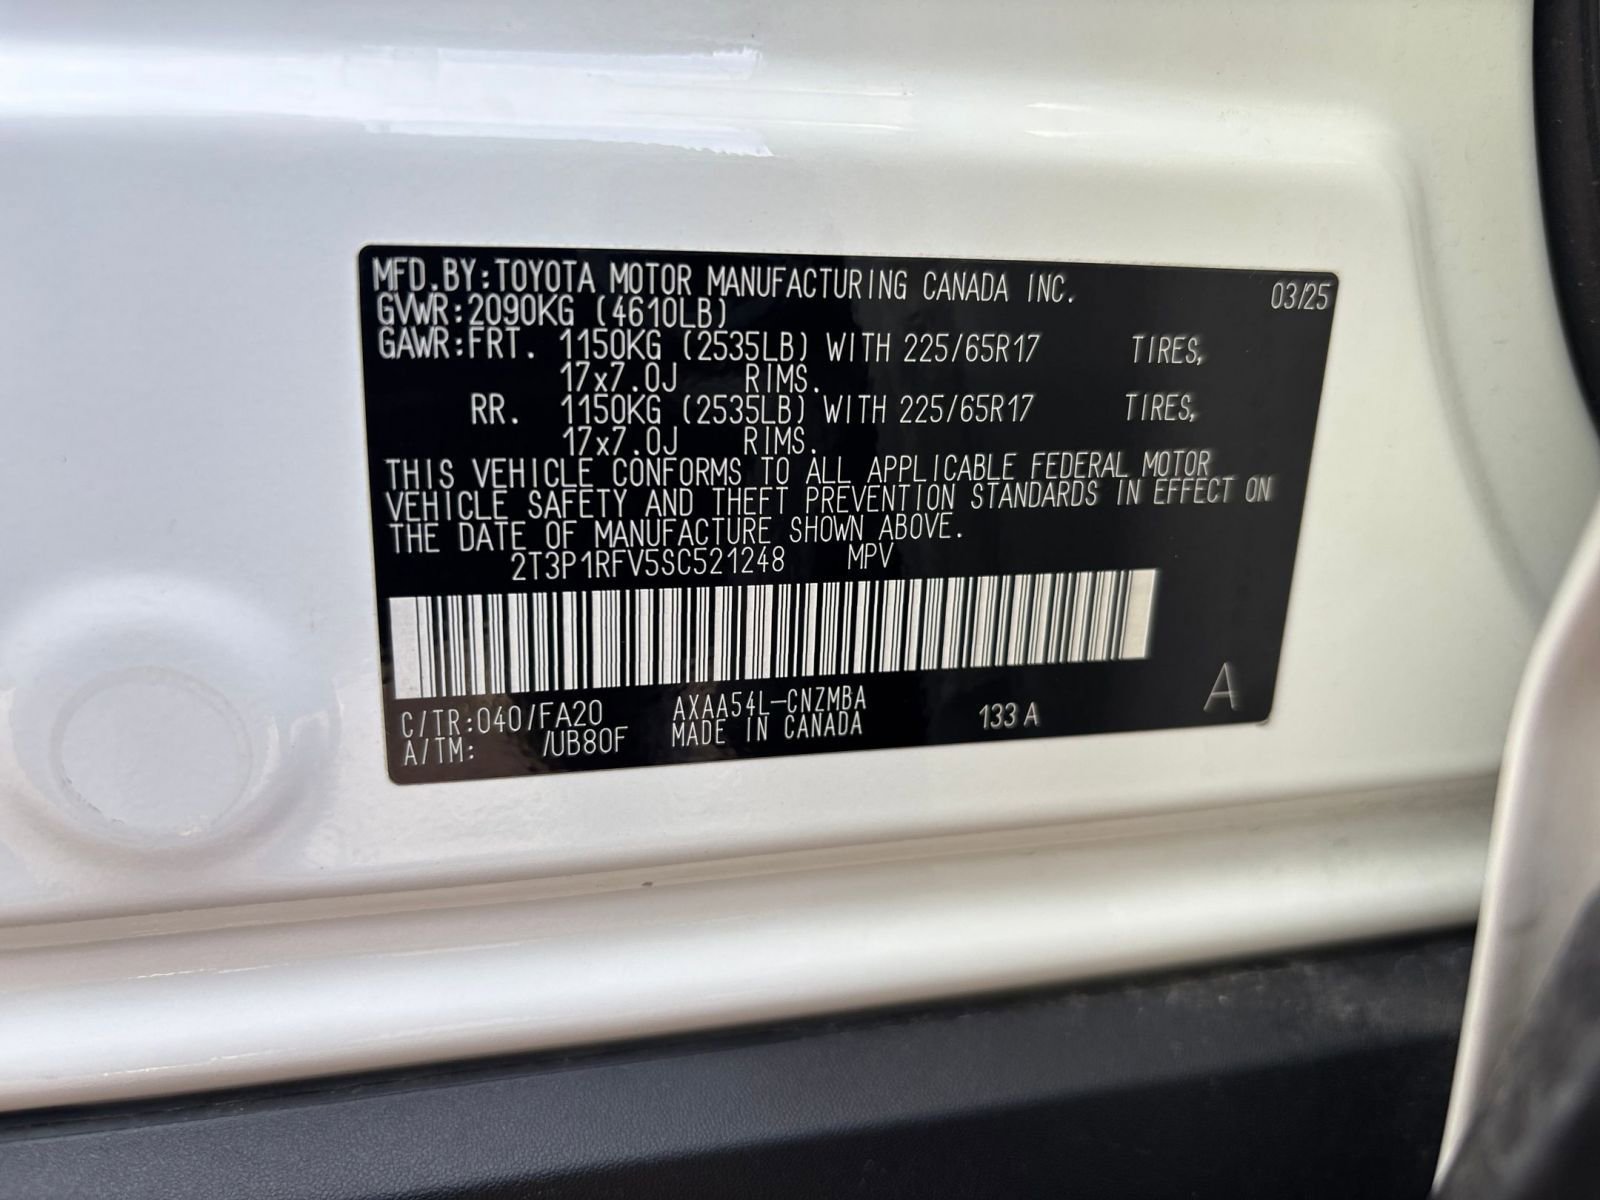 MFD.BY:TOYOTA MOTOR MANUFACTURING CANADA INC. 03/25
GVWR:2090KG (4610LB)
GAWR:FRT. 1150KG (2535LB) WITH 225/65R17 TIRES,
17x7.0J RIMS.
RR. 1150KG (2535LB) WITH 225/65R17 TIRES,
17x7.0J RIMS.
THIS VEHICLE CONFORMS TO ALL APPLICABLE FEDERAL MOTOR
VEHICLE SAFETY AND THEFT PREVENTION STANDARDS IN EFFECT ON
THE DATE OF MANUFACTURE SHOWN ABOVE.
2T3P1RFV5SC521248 MPV
C/TR:040/FA20 AXAA54L-CNZMBA 133A A
A/TM: /UB80F MADE IN CANADA